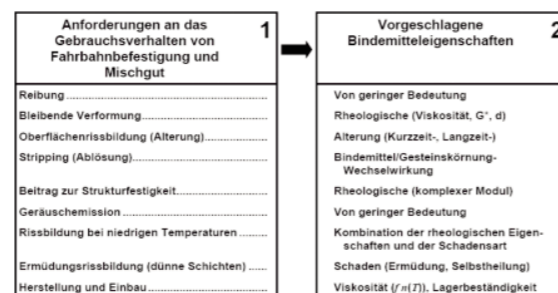 Anforderungen an das
Gebrauchsverhalten von
Fahrbahnbefestigung und
Mischgut
1
Vorgeschlagene
Bindemitteleigenschaften
2
Reibung
Von geringer Bedeutung
Bleibende Verformung
Rheologische (Viskosität, G*, d)
Oberflächenrissbildung (Alterung)
Alterung (Kurzzeit-, Langzeit-)
Stripping (Ablösung)
Bindemittel/Gesteinskörnung-
Wechselwirkung
Beitrag zur Strukturfestigkeit
Rheologische (komplexer Modul)
Geräuschemission
Von geringer Bedeutung
Rissbildung bei niedrigen Temperaturen
Kombination der rheologischen Eigen-
schaften und der Schadensart
Ermüdungsrissbildung (dünne Schichten)
Schaden (Ermüdung, Selbstheilung)
Herstellung und Einbau
Viskosität (f n(T)), Lagerbeständigkeit